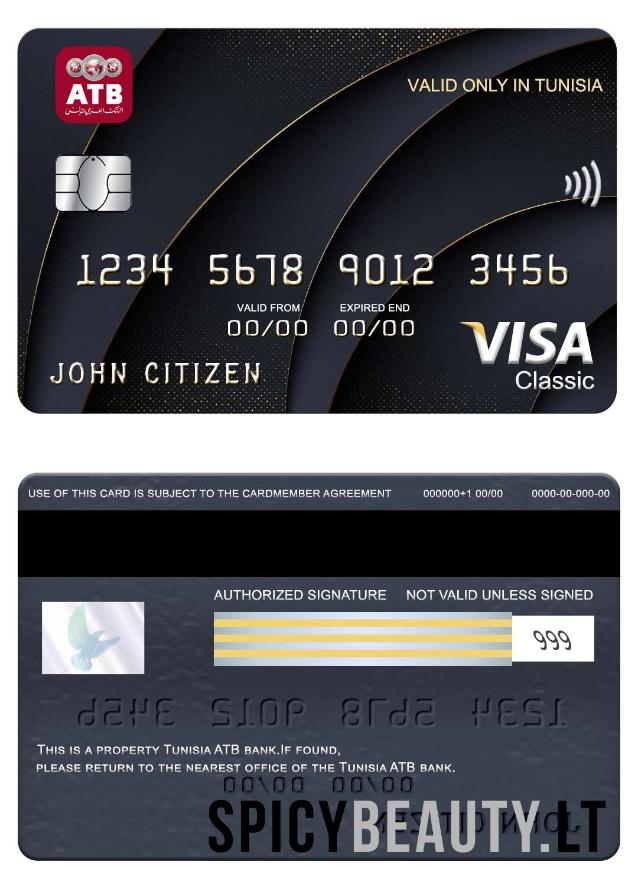 ATB
VALID ONLY IN TUNISIA
1234 5678 9012 3456
VALID FROM EXPIRED END
00/00 00/00
JOHN CITIZEN
VISA
Classic
USE OF THIS CARD IS SUBJECT TO THE CARDMEMBER AGREEMENT 000000+1 00/00 0000-00-000-00
AUTHORIZED SIGNATURE NOT VALID UNLESS SIGNED
999
THIS IS A PROPERTY TUNISIA ATB BANK.IF FOUND,
PLEASE RETURN TO THE NEAREST OFFICE OF THE TUNISIA ATB BANK.
SPICYBEAUTY.LT